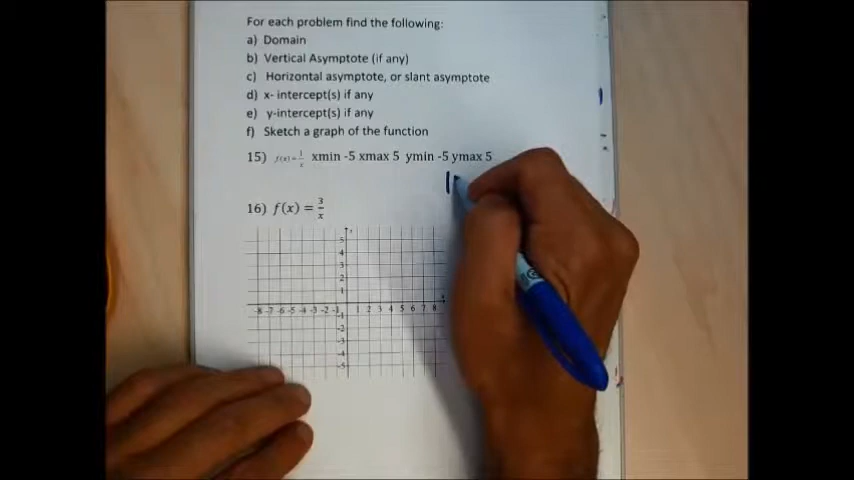 For each problem find the following:
a) Domain
b) Vertical Asymptote (if any)
c) Horizontal asymptote, or slant asymptote
d) x- intercept(s) if any
e) y-intercept(s) if any
f) Sketch a graph of the function
15) f(x) = 1/x xmin -5 xmax 5 ymin -5 ymax 5
16) f(x) = 3/x
y
5
4
3
2
1
-8 -7 -6 -5 -4 -3 -2 -1 1 2 3 4 5 6 7 8
-1
-2
-3
-4
-5